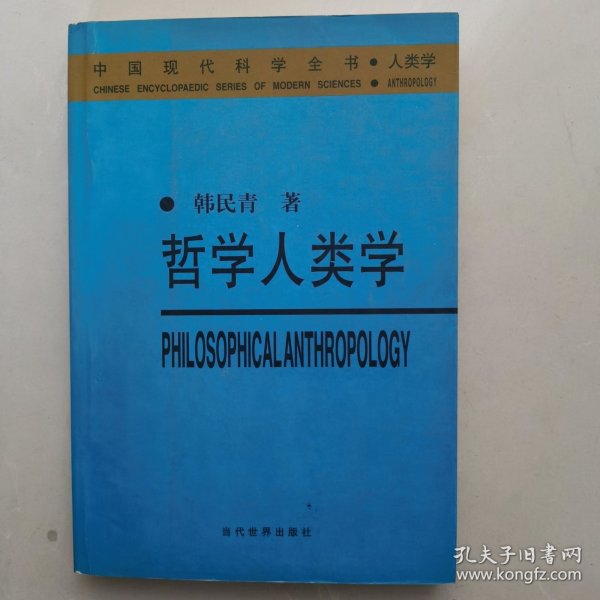 中国现代科学全书●人类学
CHINESE ENCYCLOPAEDIC SERIES OF MODERN SCIENCES ● ANTHROPOLOGY
● 韩民青 著
哲学人类学
PHILOSOPHICAL ANTHROPOLOGY
当代世界出版社
孔夫子旧书网
www.kongfz.com